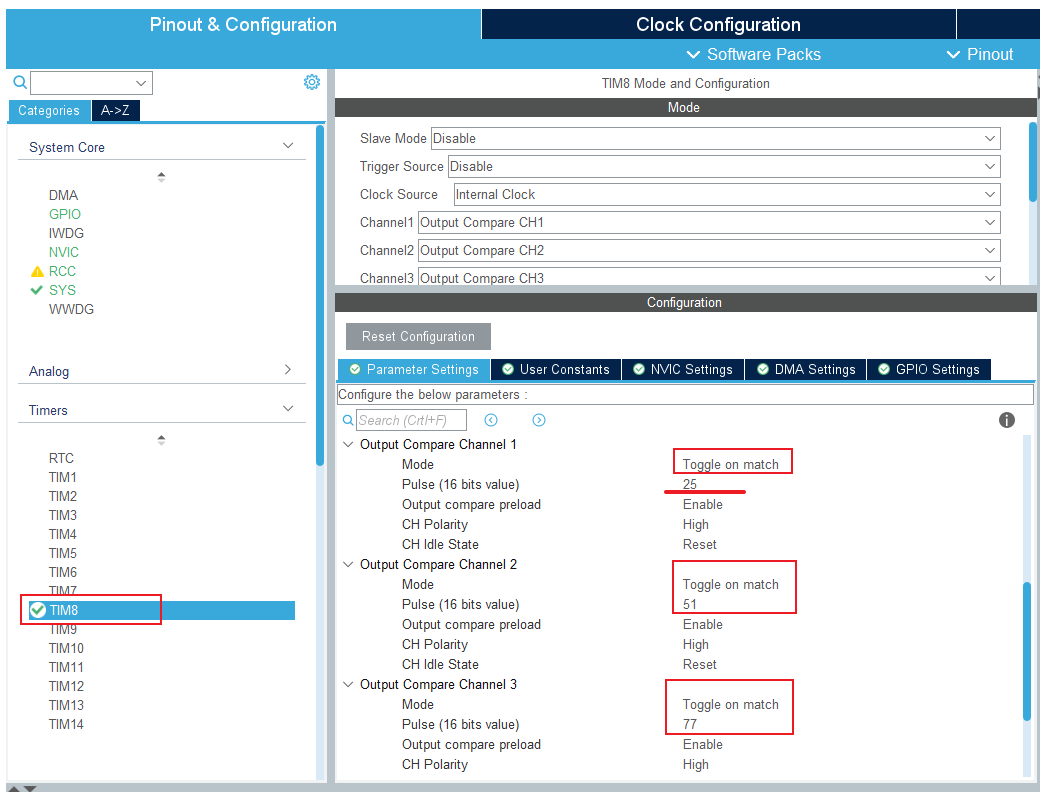 Pinout & Configuration
Clock Configuration
Software Packs
Pinout
Categories
A->Z
System Core
DMA
GPIO
IWDG
NVIC
RCC
SYS
WWDG
Analog
Timers
RTC
TIM1
TIM2
TIM3
TIM4
TIM5
TIM6
TIM7
TIM8
TIM9
TIM10
TIM11
TIM12
TIM13
TIM14
TIM8 Mode and Configuration
Mode
Slave Mode Disable
Trigger Source Disable
Clock Source Internal Clock
Channel1 Output Compare CH1
Channel2 Output Compare CH2
Channel3 Output Compare CH3
Configuration
Reset Configuration
Parameter Settings
User Constants
NVIC Settings
DMA Settings
GPIO Settings
Configure the below parameters :
Search (Crtl+F)
Output Compare Channel 1
Mode Toggle on match
Pulse (16 bits value) 25
Output compare preload Enable
CH Polarity High
CH Idle State Reset
Output Compare Channel 2
Mode Toggle on match
Pulse (16 bits value) 51
Output compare preload Enable
CH Polarity High
CH Idle State Reset
Output Compare Channel 3
Mode Toggle on match
Pulse (16 bits value) 77
Output compare preload Enable
CH Polarity High